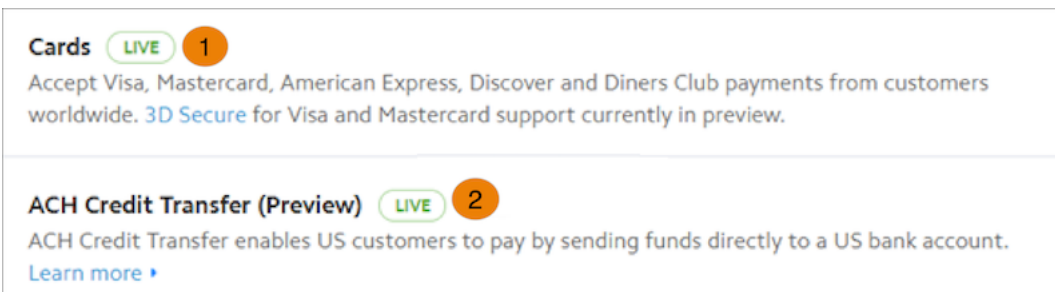 Cards LIVE 1
Accept Visa, Mastercard, American Express, Discover and Diners Club payments from customers
worldwide. 3D Secure for Visa and Mastercard support currently in preview.
ACH Credit Transfer (Preview) LIVE 2
ACH Credit Transfer enables US customers to pay by sending funds directly to a US bank account.
Learn more